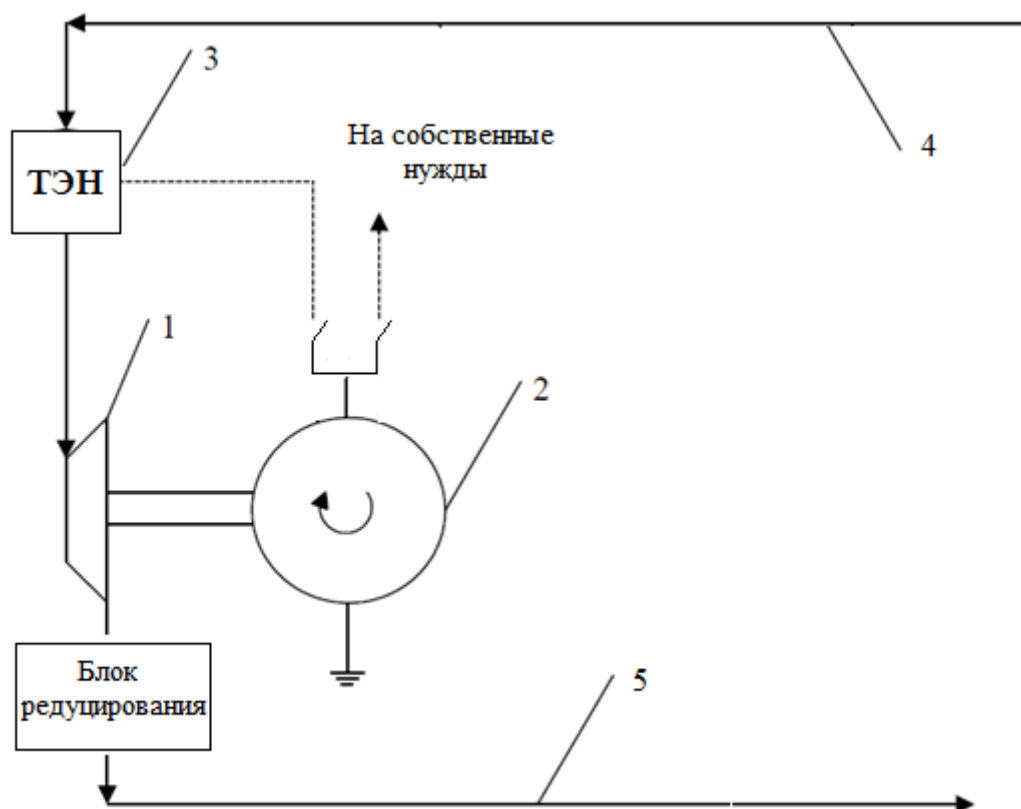 3
4
На собственные
нужды
ТЭН
1
2
Блок
редуцирования
5